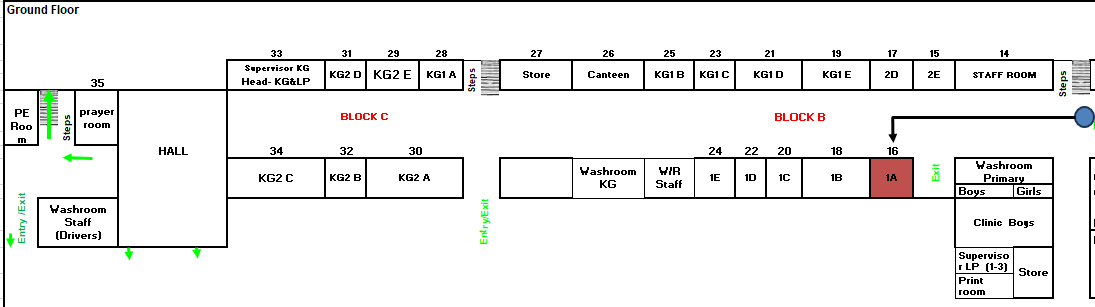 Ground Floor
33
31
29
28
27
26
25
23
21
19
17
15
14
Supervisor KG
Head- KG&LP
KG2 D
KG2 E
KG1 A
Steps
Store
Canteen
KG1 B
KG1 C
KG1 D
KG1 E
2D
2E
STAFF ROOM
Steps
35
PE
Roo
m
Steps
prayer
room
HALL
BLOCK C
BLOCK B
34
32
30
24
22
20
18
16
KG2 C
KG2 B
KG2 A
Washroom
KG
W/R
Staff
1E
1D
1C
1B
1A
Exit
Washroom
Primary
Boys
Girls
Entry /Exit
Washroom
Staff
(Drivers)
Entry/Exit
Clinic Boys
Superviso
r LP (1-3)
Print
room
Store